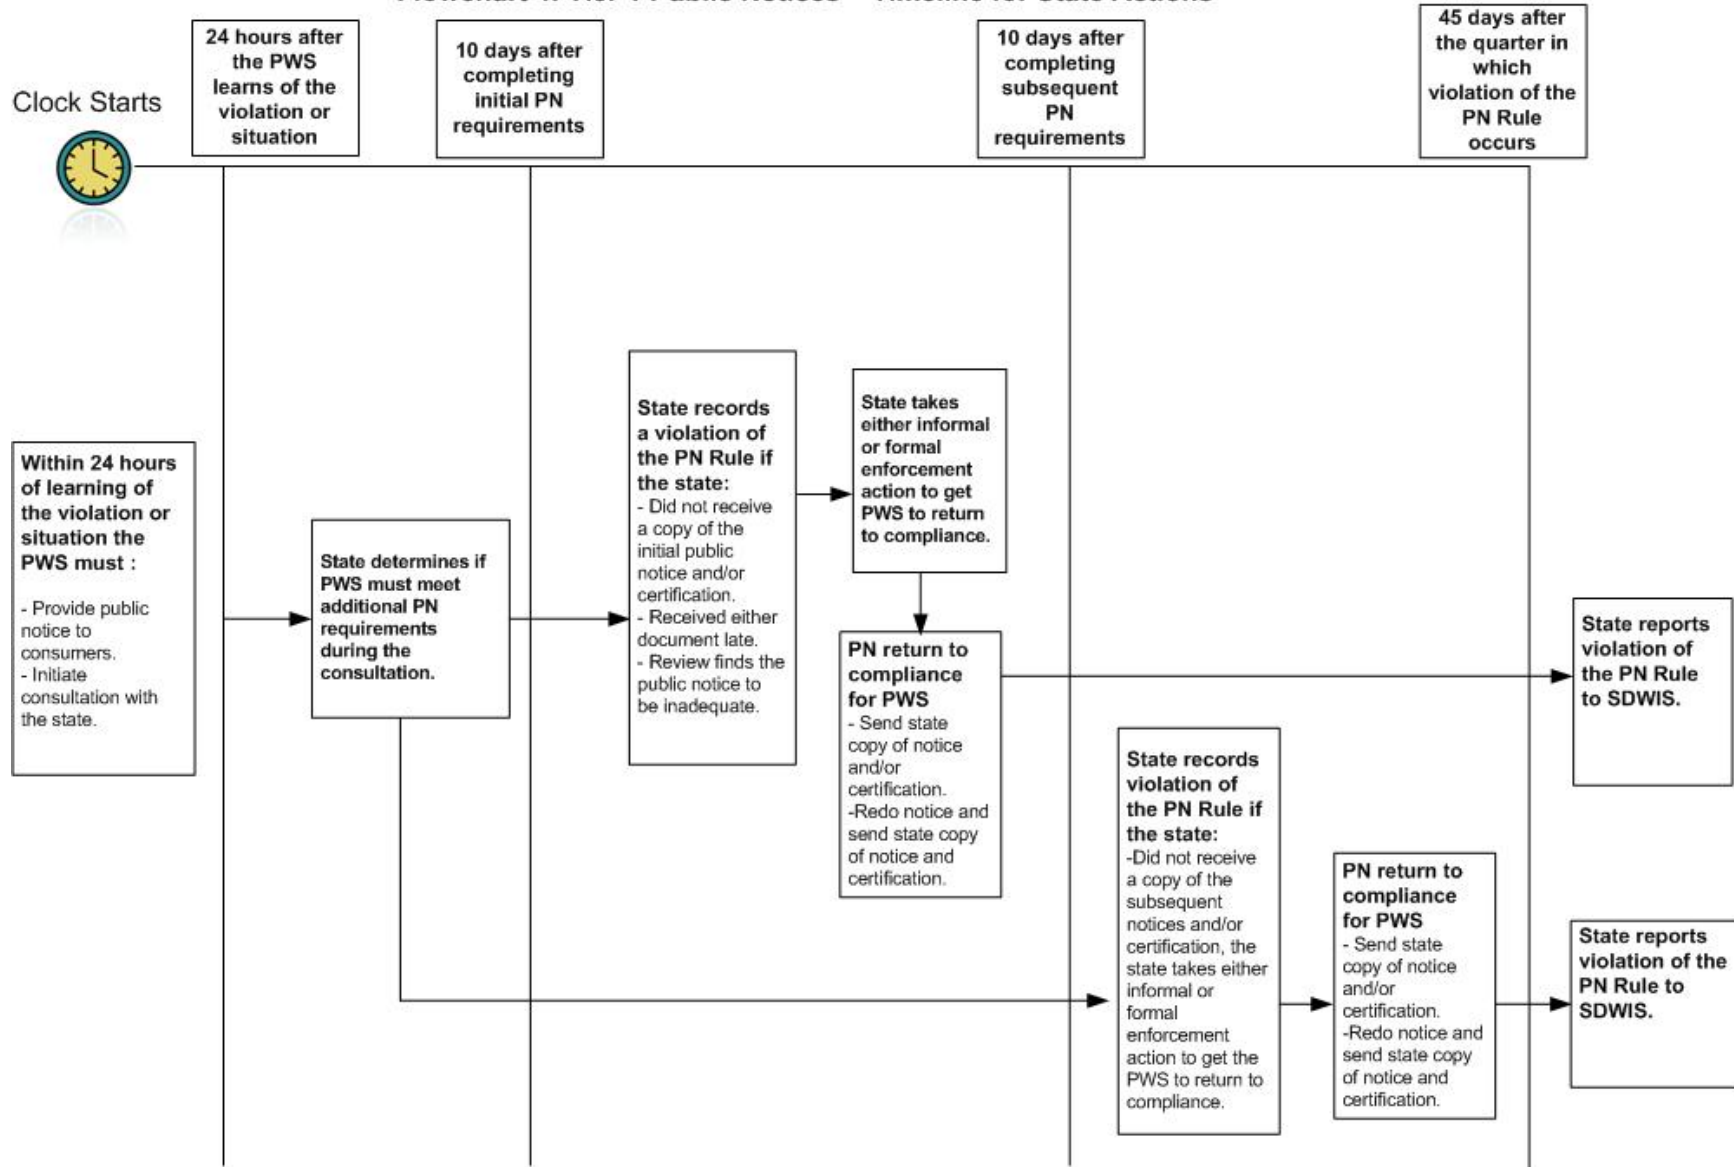 24 hours after
the PWS
learns of the
violation or
situation
10 days after
completing
initial PN
requirements
10 days after
completing
subsequent
PN
requirements
45 days after
the quarter in
which
violation of the
PN Rule
occurs
Clock Starts
Within 24 hours
of learning of
the violation or
situation the
PWS must :
- Provide public
notice to
consumers.
- Initiate
consultation with
the state.
State determines if
PWS must meet
additional PN
requirements
during the
consultation.
State records
a violation of
the PN Rule if
the state:
- Did not receive
a copy of the
initial public
notice and/or
certification.
- Received either
document late.
- Review finds the
public notice to
be inadequate.
State takes
either informal
or formal
enforcement
action to get
PWS to return
to compliance.
PN return to
compliance
for PWS
- Send state
copy of notice
and/or
certification.
-Redo notice and
send state copy
of notice and
certification.
State reports
violation of
the PN Rule
to SDWIS.
State records
violation of
the PN Rule if
the state:
-Did not receive
a copy of the
subsequent
notices and/or
certification, the
state takes either
informal or
formal
enforcement
action to get the
PWS to return to
compliance.
PN return to
compliance
for PWS
- Send state
copy of notice
and/or
certification.
-Redo notice and
send state copy
of notice and
certification.
State reports
violation of the
PN Rule to
SDWIS.